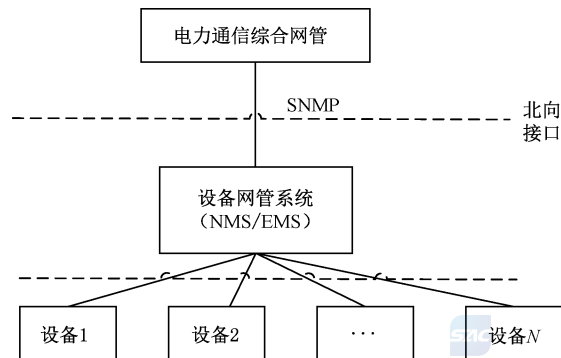 电力通信综合网管
SNMP
北向
接口
设备网管系统
（NMS/EMS）
设备1
设备2
···
设备N
SAC